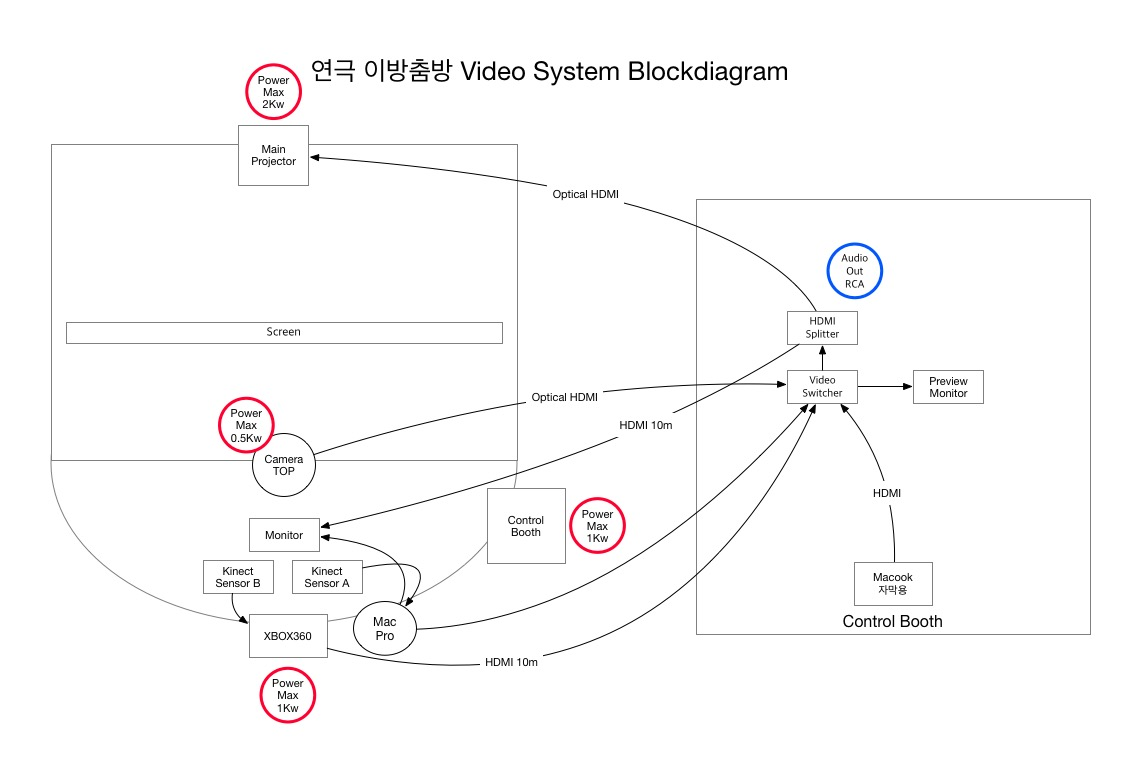 연극 이방춤방 Video System Blockdiagram
Power
Max
2Kw
Main
Projector
Optical HDMI
Audio
Out
RCA
HDMI
Splitter
Screen
Video
Switcher
Preview
Monitor
Optical HDMI
Power
Max
0.5Kw
HDMI 10m
Camera
TOP
HDMI
Control
Booth
Power
Max
1Kw
Monitor
Kinect
Sensor B
Kinect
Sensor A
Macook
자막용
Control Booth
Mac
Pro
XBOX360
HDMI 10m
Power
Max
1Kw